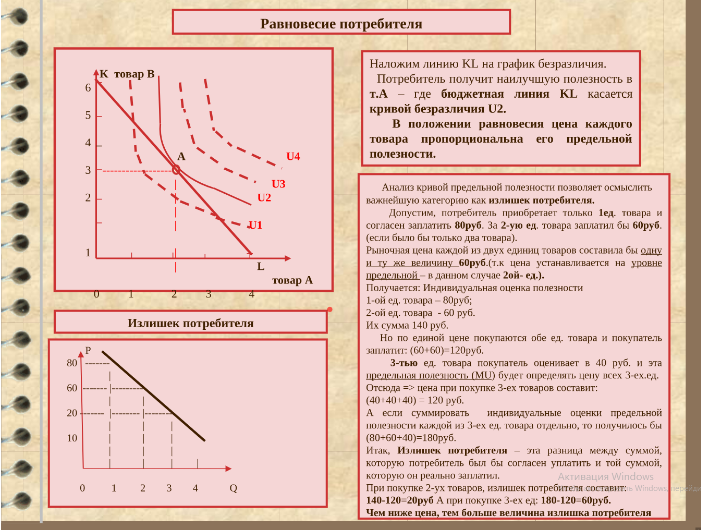 Равновесие потребителя
К товар В
6
5
4
3
2
1
А
U4
U3
U2
U1
L
товар А
0 1 2 3 4
Наложим линию KL на график безразличия.
Потребитель получит наилучшую полезность в
т.А – где бюджетная линия KL касается
кривой безразличия U2.
В положении равновесия цена каждого
товара пропорциональна его предельной
полезности.
Излишек потребителя
P
80
60
20
10
0 1 2 3 4 Q
Анализ кривой предельной полезности позволяет осмыслить
важнейшую категорию как излишек потребителя.
Допустим, потребитель приобретает только 1ед. товара и
согласен заплатить 80руб. За 2-ую ед. товара заплатил бы 60руб.
(если было бы только два товара).
Рыночная цена каждой из двух единиц товаров составила бы одну
и ту же величину 60руб.(т.к цена устанавливается на уровне
предельной – в данном случае 2ой- ед.).
Получается: Индивидуальная оценка полезности
1-ой ед. товара – 80руб;
2-ой ед. товара - 60 руб.
Их сумма 140 руб.
Но по единой цене покупаются обе ед. товара и покупатель
заплатит: (60+60)=120руб.
3-тью ед. товара покупатель оценивает в 40 руб. и эта
предельная полезность (MU) будет определять цену всех 3-ех.ед.
Отсюда => цена при покупке 3-ех товаров составит:
(40+40+40) = 120 руб.
А если суммировать индивидуальные оценки предельной
полезности каждой из 3-ех ед. товара отдельно, то получилось бы
(80+60+40)=180руб.
Итак, Излишек потребителя – эта разница между суммой,
которую потребитель был бы согласен уплатить и той суммой,
которую он реально заплатил.
При покупке 2-ух товаров, излишек потребителя составит:
140-120=20руб А при покупке 3-ех ед: 180-120=60руб.
Чем ниже цена, тем больше величина излишка потребителя
Активация Windows